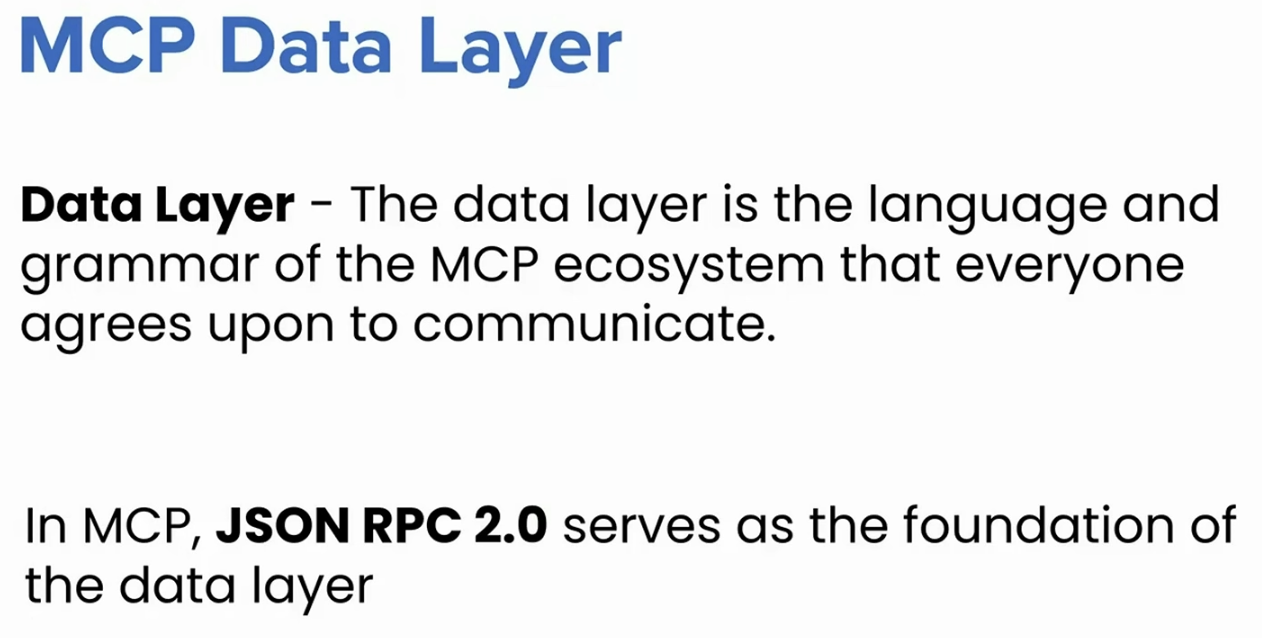 MCP Data Layer
Data Layer - The data layer is the language and
grammar of the MCP ecosystem that everyone
agrees upon to communicate.
In MCP, JSON RPC 2.0 serves as the foundation of
the data layer